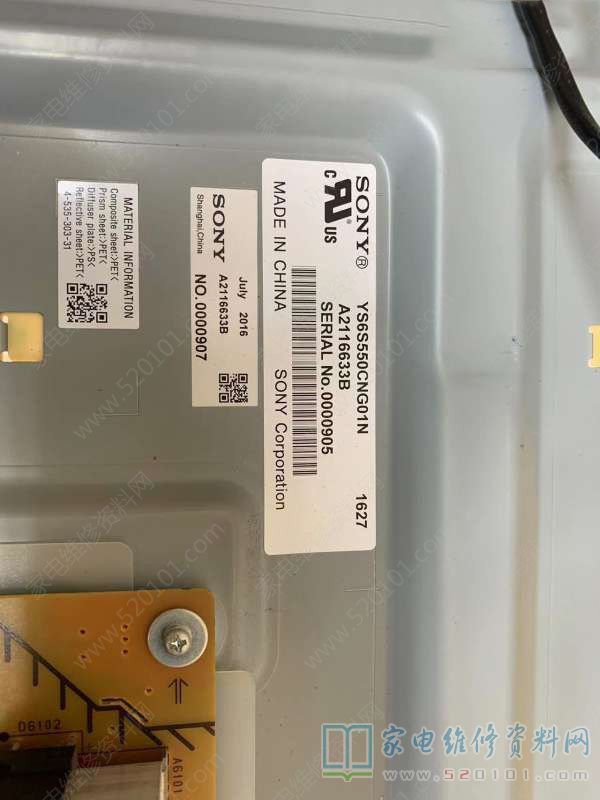 SONY®
YS6S550CNG01N
1627
A2116633B
SERIAL No.0000905
c RU US
MADE IN CHINA
SONY Corporation
SONY
July 2016
A2116633B
Shanghai,China
NO.0000907
MATERIAL INFORMATION
Composite sheet:>PET<
Prism sheet:>PET<
Diffuser plate:>PS<
Reflective sheet:>PET<
4-535-303-31
D6102
A6101
家电维修资料网
www.520101.com